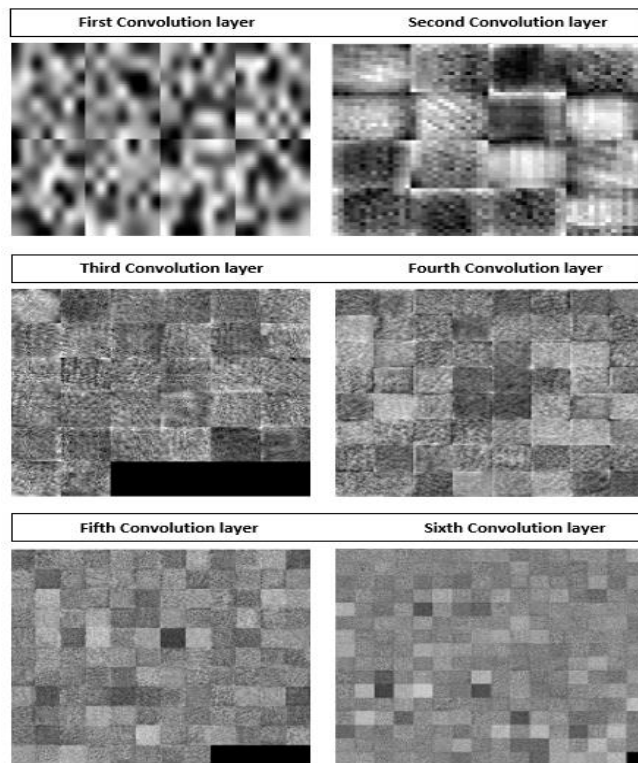 First Convolution layer
Second Convolution layer
Third Convolution layer
Fourth Convolution layer
Fifth Convolution layer
Sixth Convolution layer